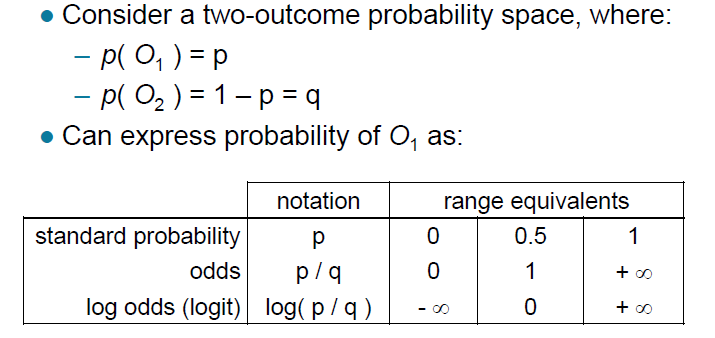 ● Consider a two-outcome probability space, where:
– p( O₁ ) = p
– p( O₂ ) = 1 – p = q
● Can express probability of O₁ as:
notation range equivalents
standard probability p 0 0.5 1
odds p / q 0 1 + ∞
log odds (logit) log( p / q ) - ∞ 0 + ∞